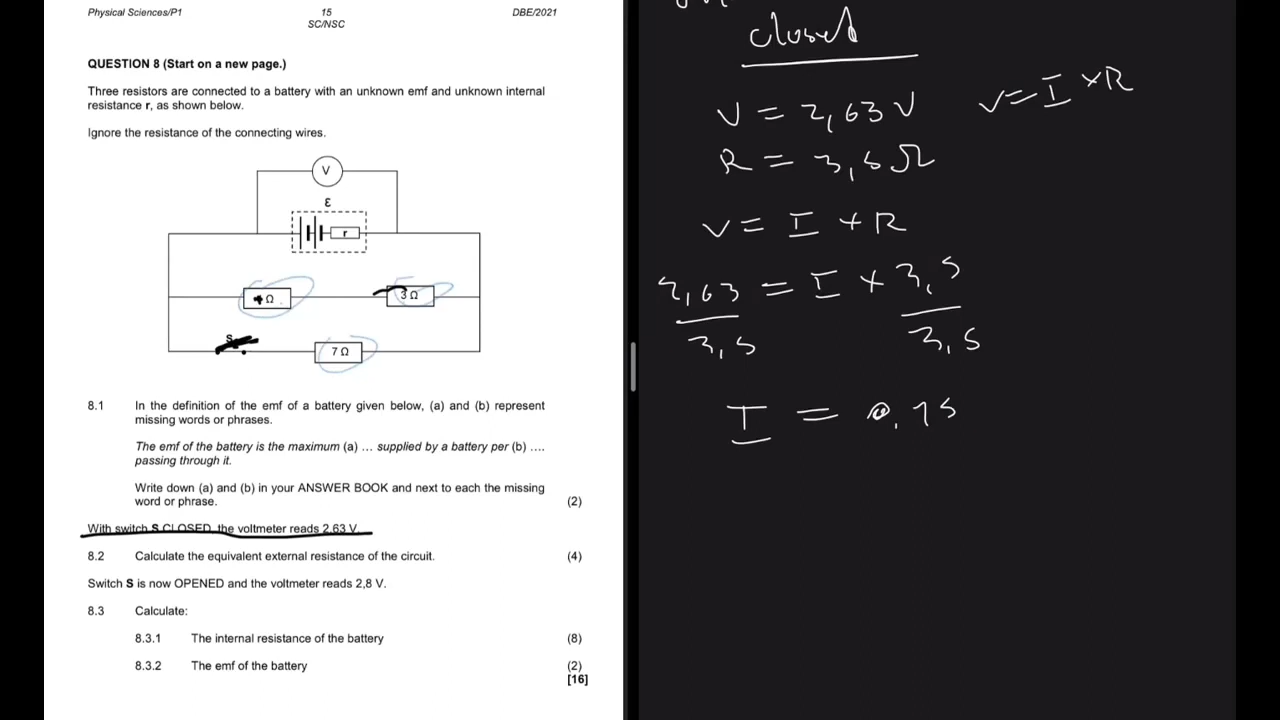 Physical Sciences/P1 15 DBE/2021
SC/NSC
QUESTION 8 (Start on a new page.)
Three resistors are connected to a battery with an unknown emf and unknown internal
resistance r, as shown below.
Ignore the resistance of the connecting wires.
V
ε
r
4 Ω
3 Ω
S
7 Ω
8.1 In the definition of the emf of a battery given below, (a) and (b) represent
missing words or phrases.
The emf of the battery is the maximum (a) … supplied by a battery per (b) ….
passing through it.
Write down (a) and (b) in your ANSWER BOOK and next to each the missing
word or phrase. (2)
With switch S CLOSED, the voltmeter reads 2,63 V.
8.2 Calculate the equivalent external resistance of the circuit. (4)
Switch S is now OPENED and the voltmeter reads 2,8 V.
8.3 Calculate:
8.3.1 The internal resistance of the battery (8)
8.3.2 The emf of the battery (2)
[16]
closed
V = 2,63 V V = I × R
R = 3,5 Ω
V = I × R
2,63 = I × 3,5
3,5 3,5
I = 0,75